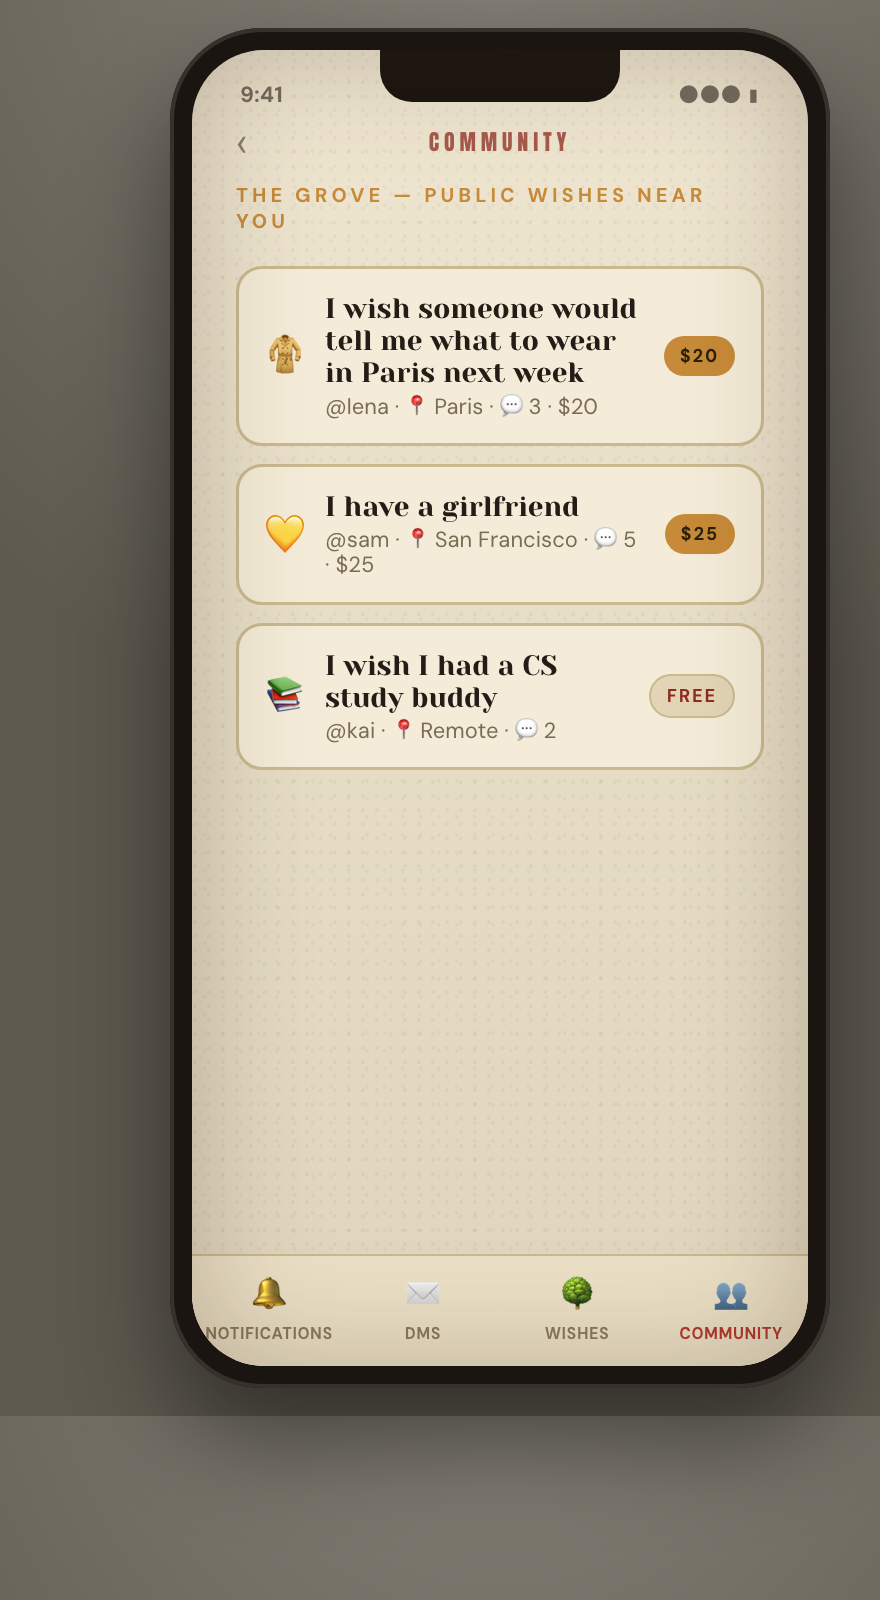 9:41
COMMUNITY
THE GROVE — PUBLIC WISHES NEAR
YOU
I wish someone would
tell me what to wear
in Paris next week
@lena · 📍 Paris · 💬 3 · $20
$20
I have a girlfriend
@sam · 📍 San Francisco · 💬 5
· $25
$25
I wish I had a CS
study buddy
@kai · 📍 Remote · 💬 2
FREE
NOTIFICATIONS
DMS
WISHES
COMMUNITY